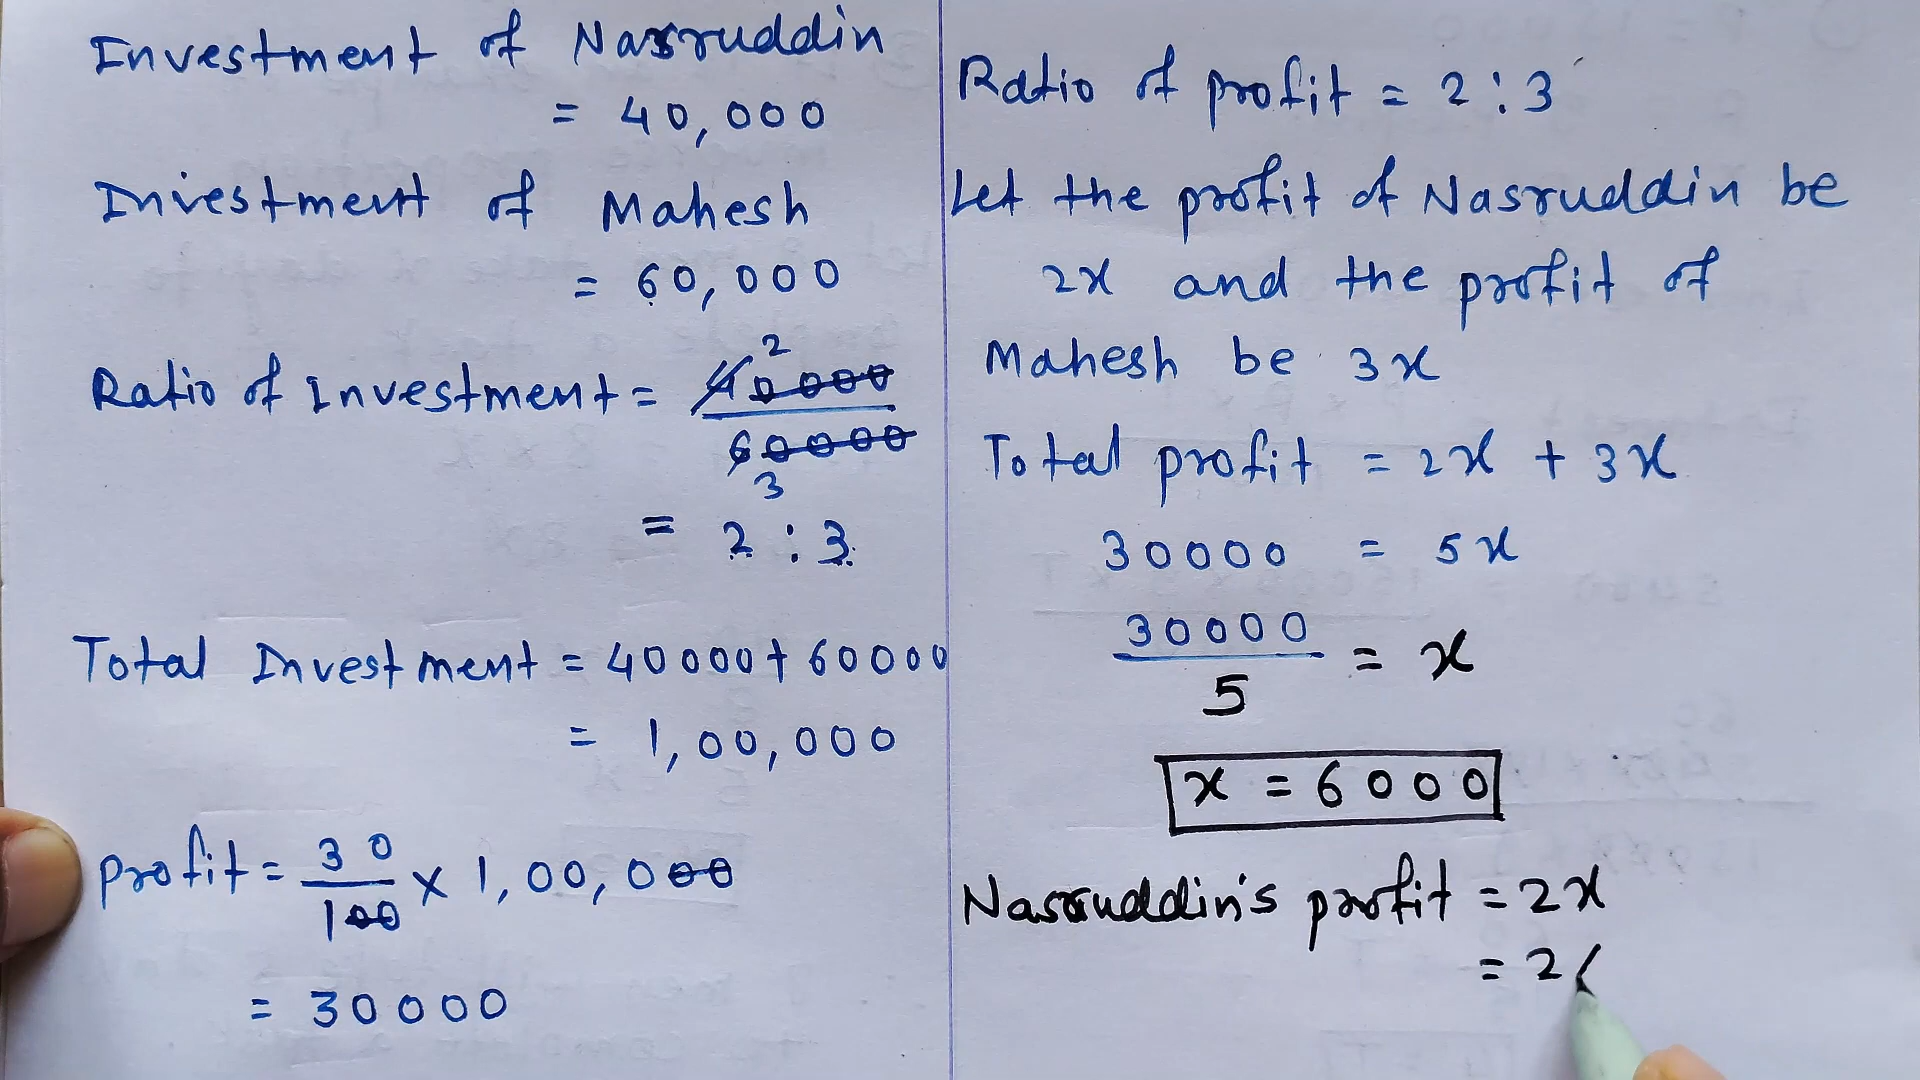 Investment of Nasruddin
= 40,000
Investment of Mahesh
= 60,000
2
Ratio of Investment = 40000
60000
3
= 2 : 3
Total Investment = 40000 + 60000
= 1,00,000
Profit = 30/100 × 1,00,000
= 30000
Ratio of profit = 2 : 3
Let the profit of Nasruddin be
2x and the profit of
Mahesh be 3x
Total profit = 2x + 3x
30000 = 5x
30000
5 = x
x = 6000
Nasruddin's profit = 2x
= 2(